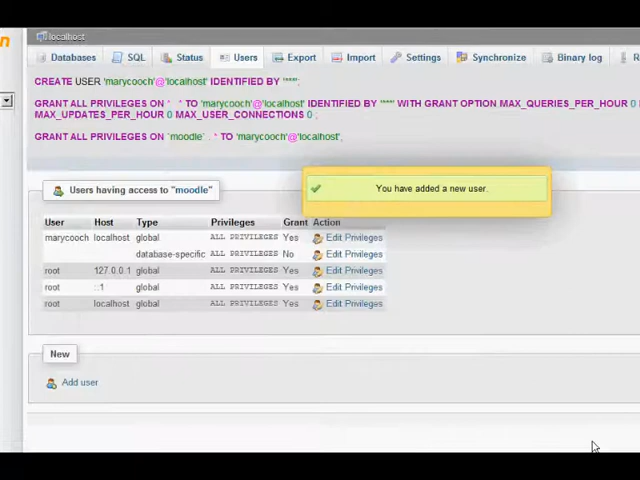 n
localhost
Databases SQL Status Users Export Import Settings Synchronize Binary log R
CREATE USER 'marycooch'@'localhost' IDENTIFIED BY '***';
GRANT ALL PRIVILEGES ON * . * TO 'marycooch'@'localhost' IDENTIFIED BY '***' WITH GRANT OPTION MAX_QUERIES_PER_HOUR 0
MAX_UPDATES_PER_HOUR 0 MAX_USER_CONNECTIONS 0 ;
GRANT ALL PRIVILEGES ON `moodle` . * TO 'marycooch'@'localhost';
You have added a new user.
Users having access to "moodle"
User Host Type Privileges Grant Action
marycooch localhost global ALL PRIVILEGES Yes Edit Privileges
database-specific ALL PRIVILEGES No Edit Privileges
root 127.0.0.1 global ALL PRIVILEGES Yes Edit Privileges
root ::1 global ALL PRIVILEGES Yes Edit Privileges
root localhost global ALL PRIVILEGES Yes Edit Privileges
New
Add user